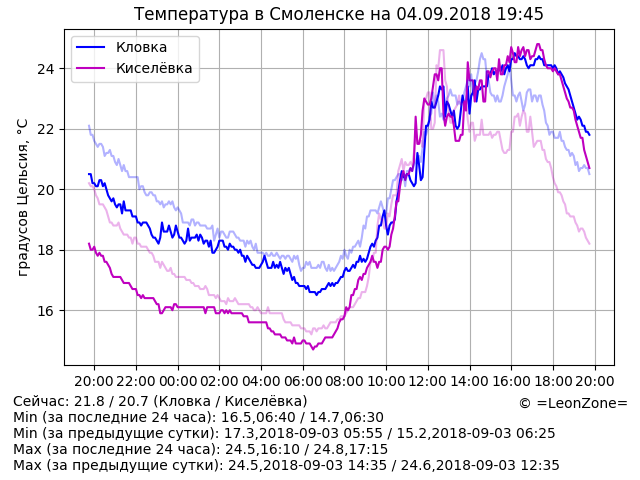 Температура в Смоленске на 04.09.2018 19:45
Кловка
Киселёвка
градусов Цельсия, °C
24
22
20
18
16
20:00 22:00 00:00 02:00 04:00 06:00 08:00 10:00 12:00 14:00 16:00 18:00 20:00
Сейчас: 21.8 / 20.7 (Кловка / Киселёвка)
© =LeonZone=
Min (за последние 24 часа): 16.5,06:40 / 14.7,06:30
Min (за предыдущие сутки): 17.3,2018-09-03 05:55 / 15.2,2018-09-03 06:25
Max (за последние 24 часа): 24.5,16:10 / 24.8,17:15
Max (за предыдущие сутки): 24.5,2018-09-03 14:35 / 24.6,2018-09-03 12:35